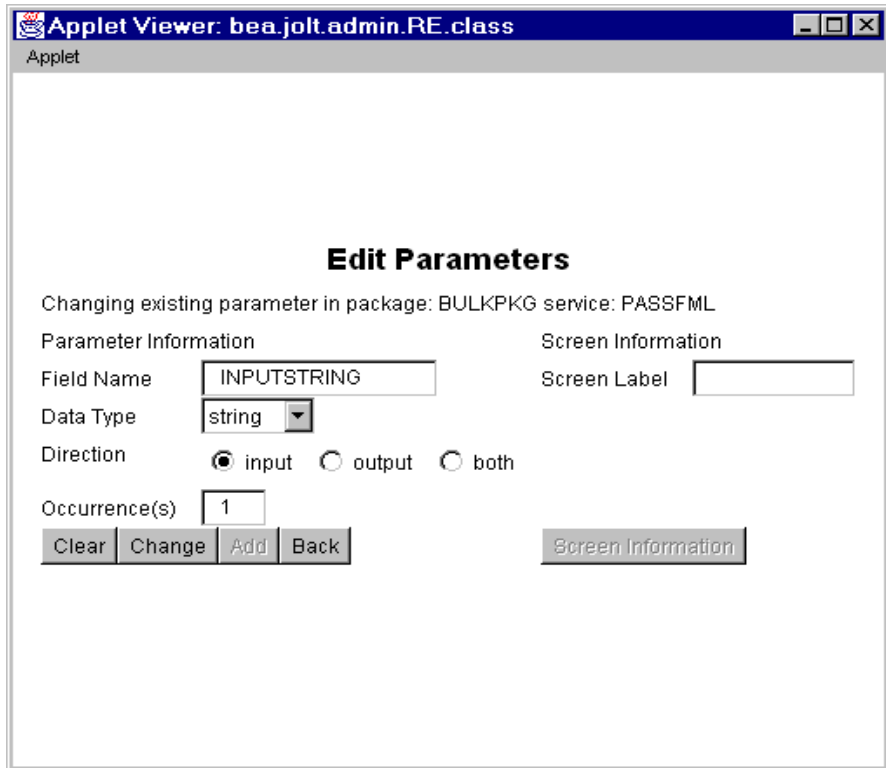 Applet Viewer: bea.jolt.admin.RE.class
Applet
Edit Parameters
Changing existing parameter in package: BULKPKG service: PASSFML
Parameter Information Screen Information
Field Name INPUTSTRING Screen Label
Data Type string
Direction input output both
Occurrence(s) 1
Clear Change Add Back Screen Information